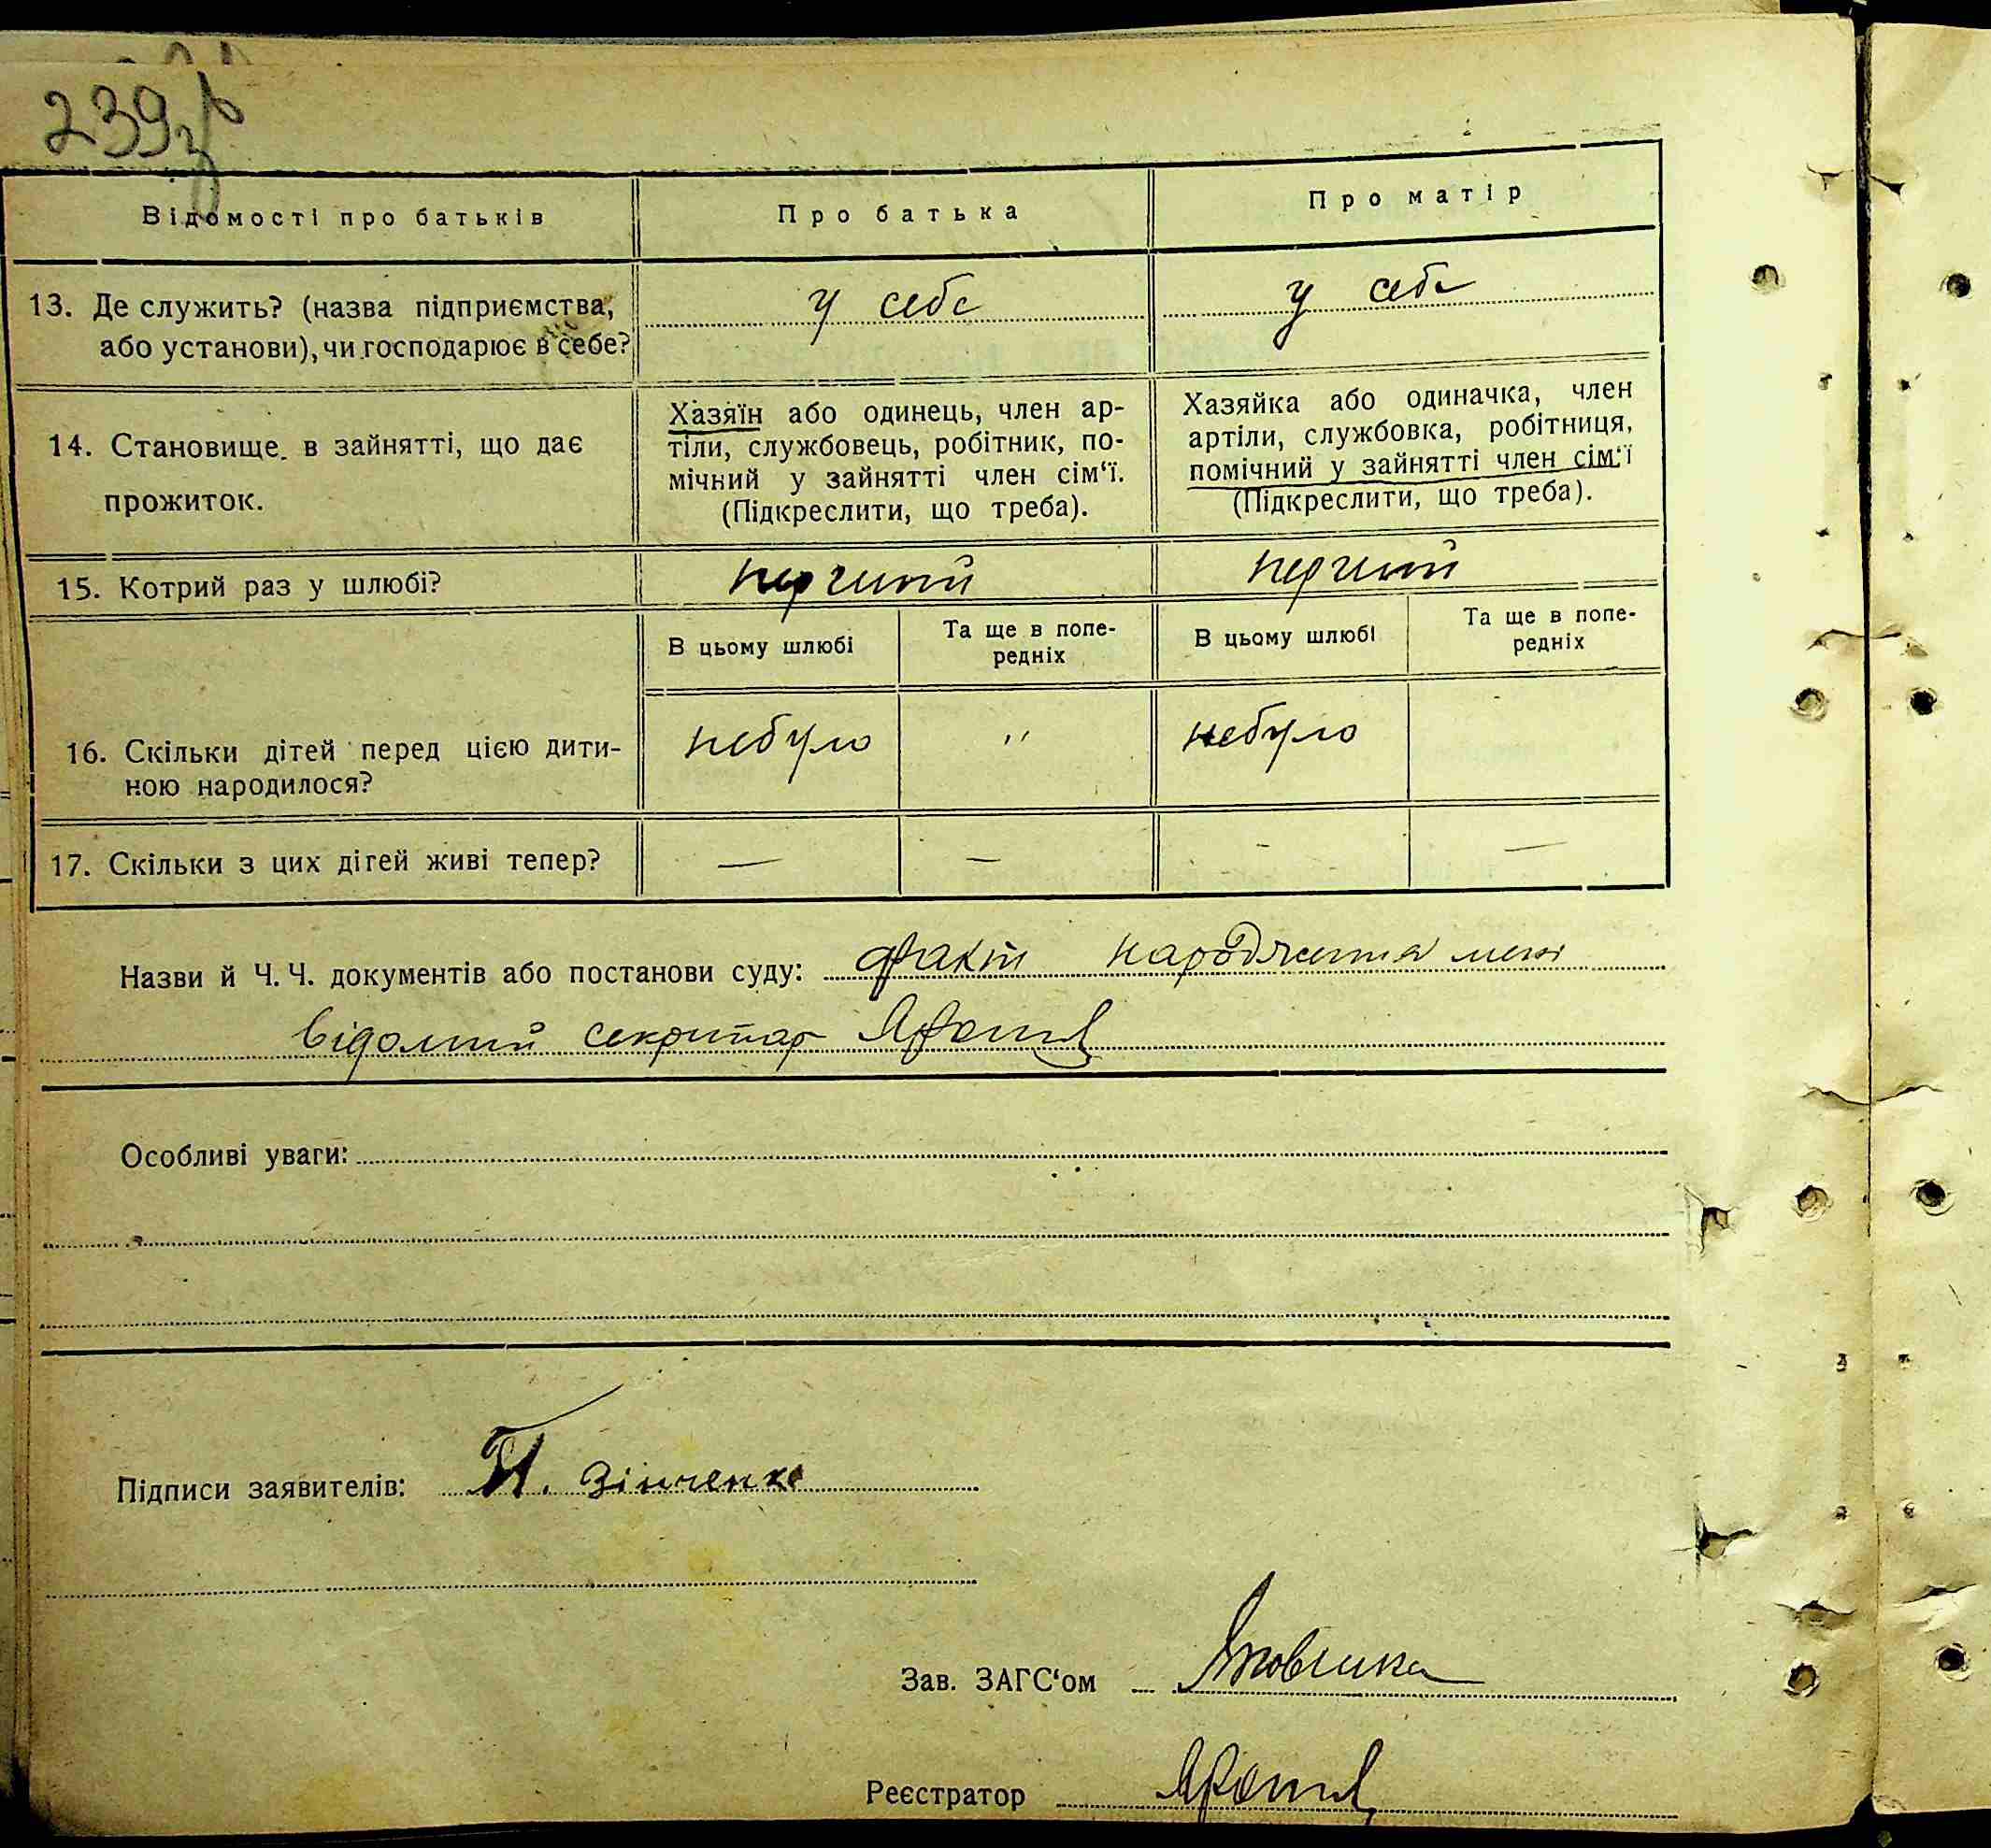 239зв
Відомості про батьків
Про батька
Про матір
13. Де служить? (назва підприємства,
або установи), чи господарює в себе?
у себе
у себе
14. Становище в зайнятті, що дає
прожиток.
Хазяїн або одинець, член ар-
тіли, службовець, робітник, по-
мічний у зайнятті член сім‘ї.
(Підкреслити, що треба).
Хазяйка або одиначка, член
артіли, службовка, робітниця,
помічний у зайнятті член сім‘ї
(Підкреслити, що треба).
15. Котрий раз у шлюбі?
перший
перший
В цьому шлюбі
Та ще в попе-
редніх
В цьому шлюбі
Та ще в попе-
редніх
16. Скільки дітей перед цією дити-
ною народилося?
небуло
"
небуло
17. Скільки з цих дітей живі тепер?
—
—
-
—
Назви й Ч. Ч. документів або постанови суду: факт народження мені
відомий секритар
Особливі уваги:
Підписи заявителів: П. Зінченко
Зав. ЗАГС‘ом
Реєстратор